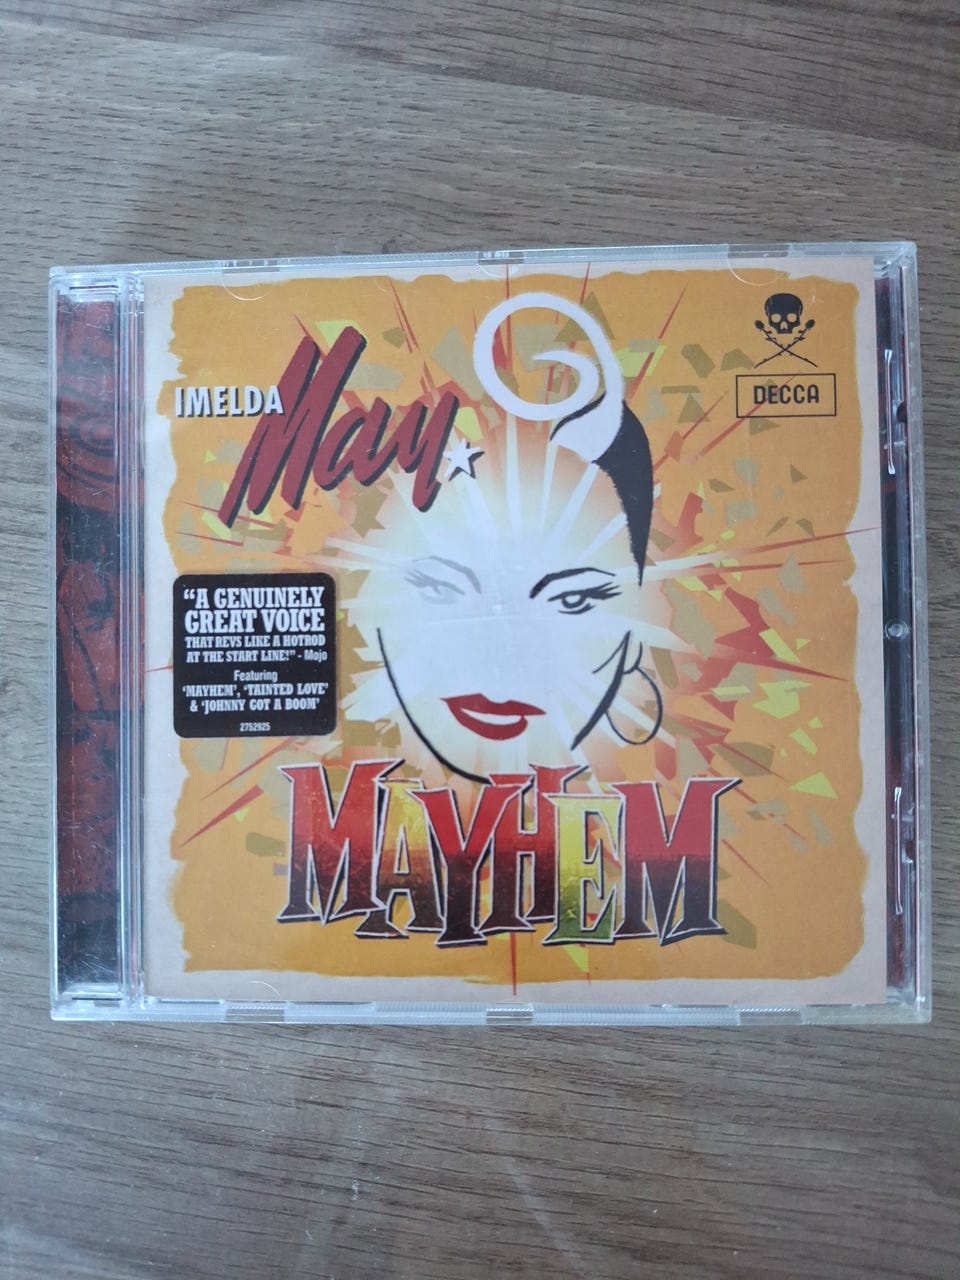 IMELDA
May
DECCA
"A GENUINELY
GREAT VOICE
THAT REVS LIKE A HOTROD
AT THE START LINE!" - Mojo
Featuring
'MAYHEM', 'TAINTED LOVE'
& 'JOHNNY GOT A BOOM'
2752925
MAYHEM